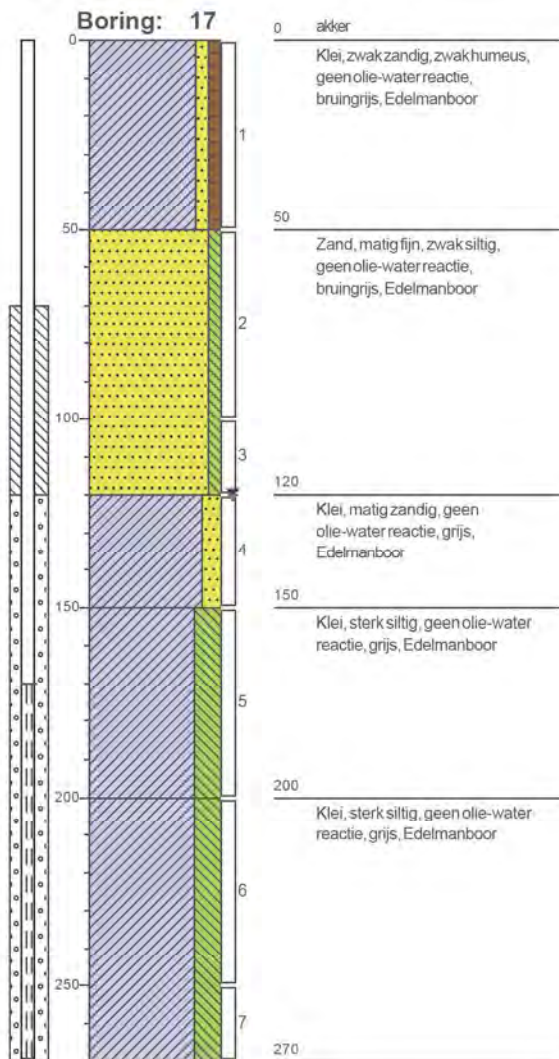 Boring: 17
0
50
100
150
200
250
1
2
3
4
5
6
7
0 akker
Klei, zwak zandig, zwak humeus,
geen olie-water reactie,
bruingrijs, Edelmanboor
50
Zand, matig fijn, zwak siltig,
geen olie-water reactie,
bruingrijs, Edelmanboor
120
Klei, matig zandig, geen
olie-water reactie, grijs,
Edelmanboor
150
Klei, sterk siltig, geen olie-water
reactie, grijs, Edelmanboor
200
Klei, sterk siltig, geen olie-water
reactie, grijs, Edelmanboor
270